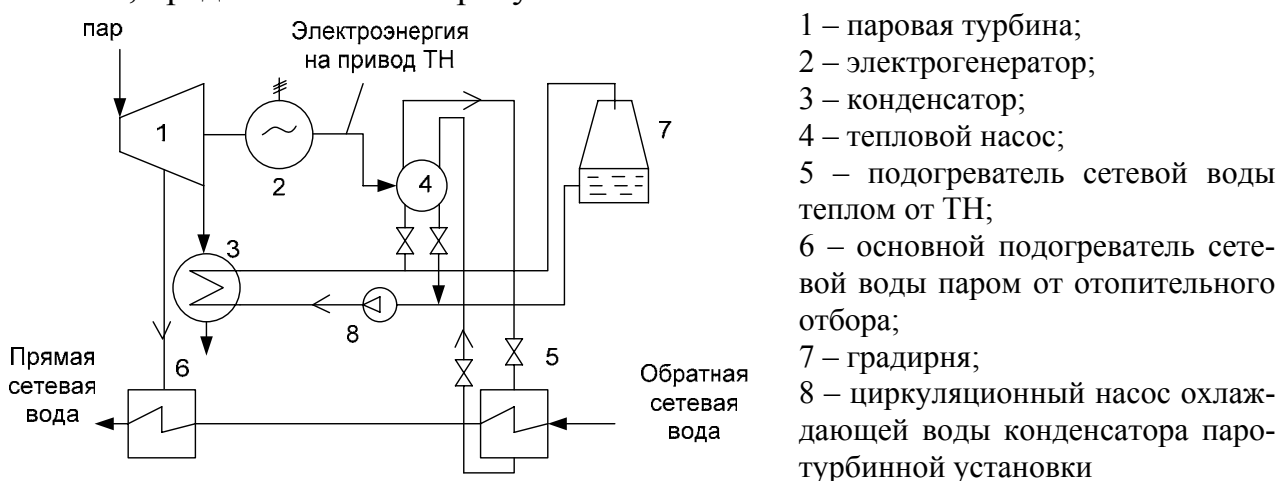 пар
Электроэнергия
на привод ТН
1
2
3
4
7
8
6
5
Прямая
сетевая
вода
Обратная
сетевая
вода
1 – паровая турбина;
2 – электрогенератор;
3 – конденсатор;
4 – тепловой насос;
5 – подогреватель сетевой воды
теплом от ТН;
6 – основной подогреватель сете-
вой воды паром от отопительного
отбора;
7 – градирня;
8 – циркуляционный насос охлаж-
дающей воды конденсатора паро-
турбинной установки